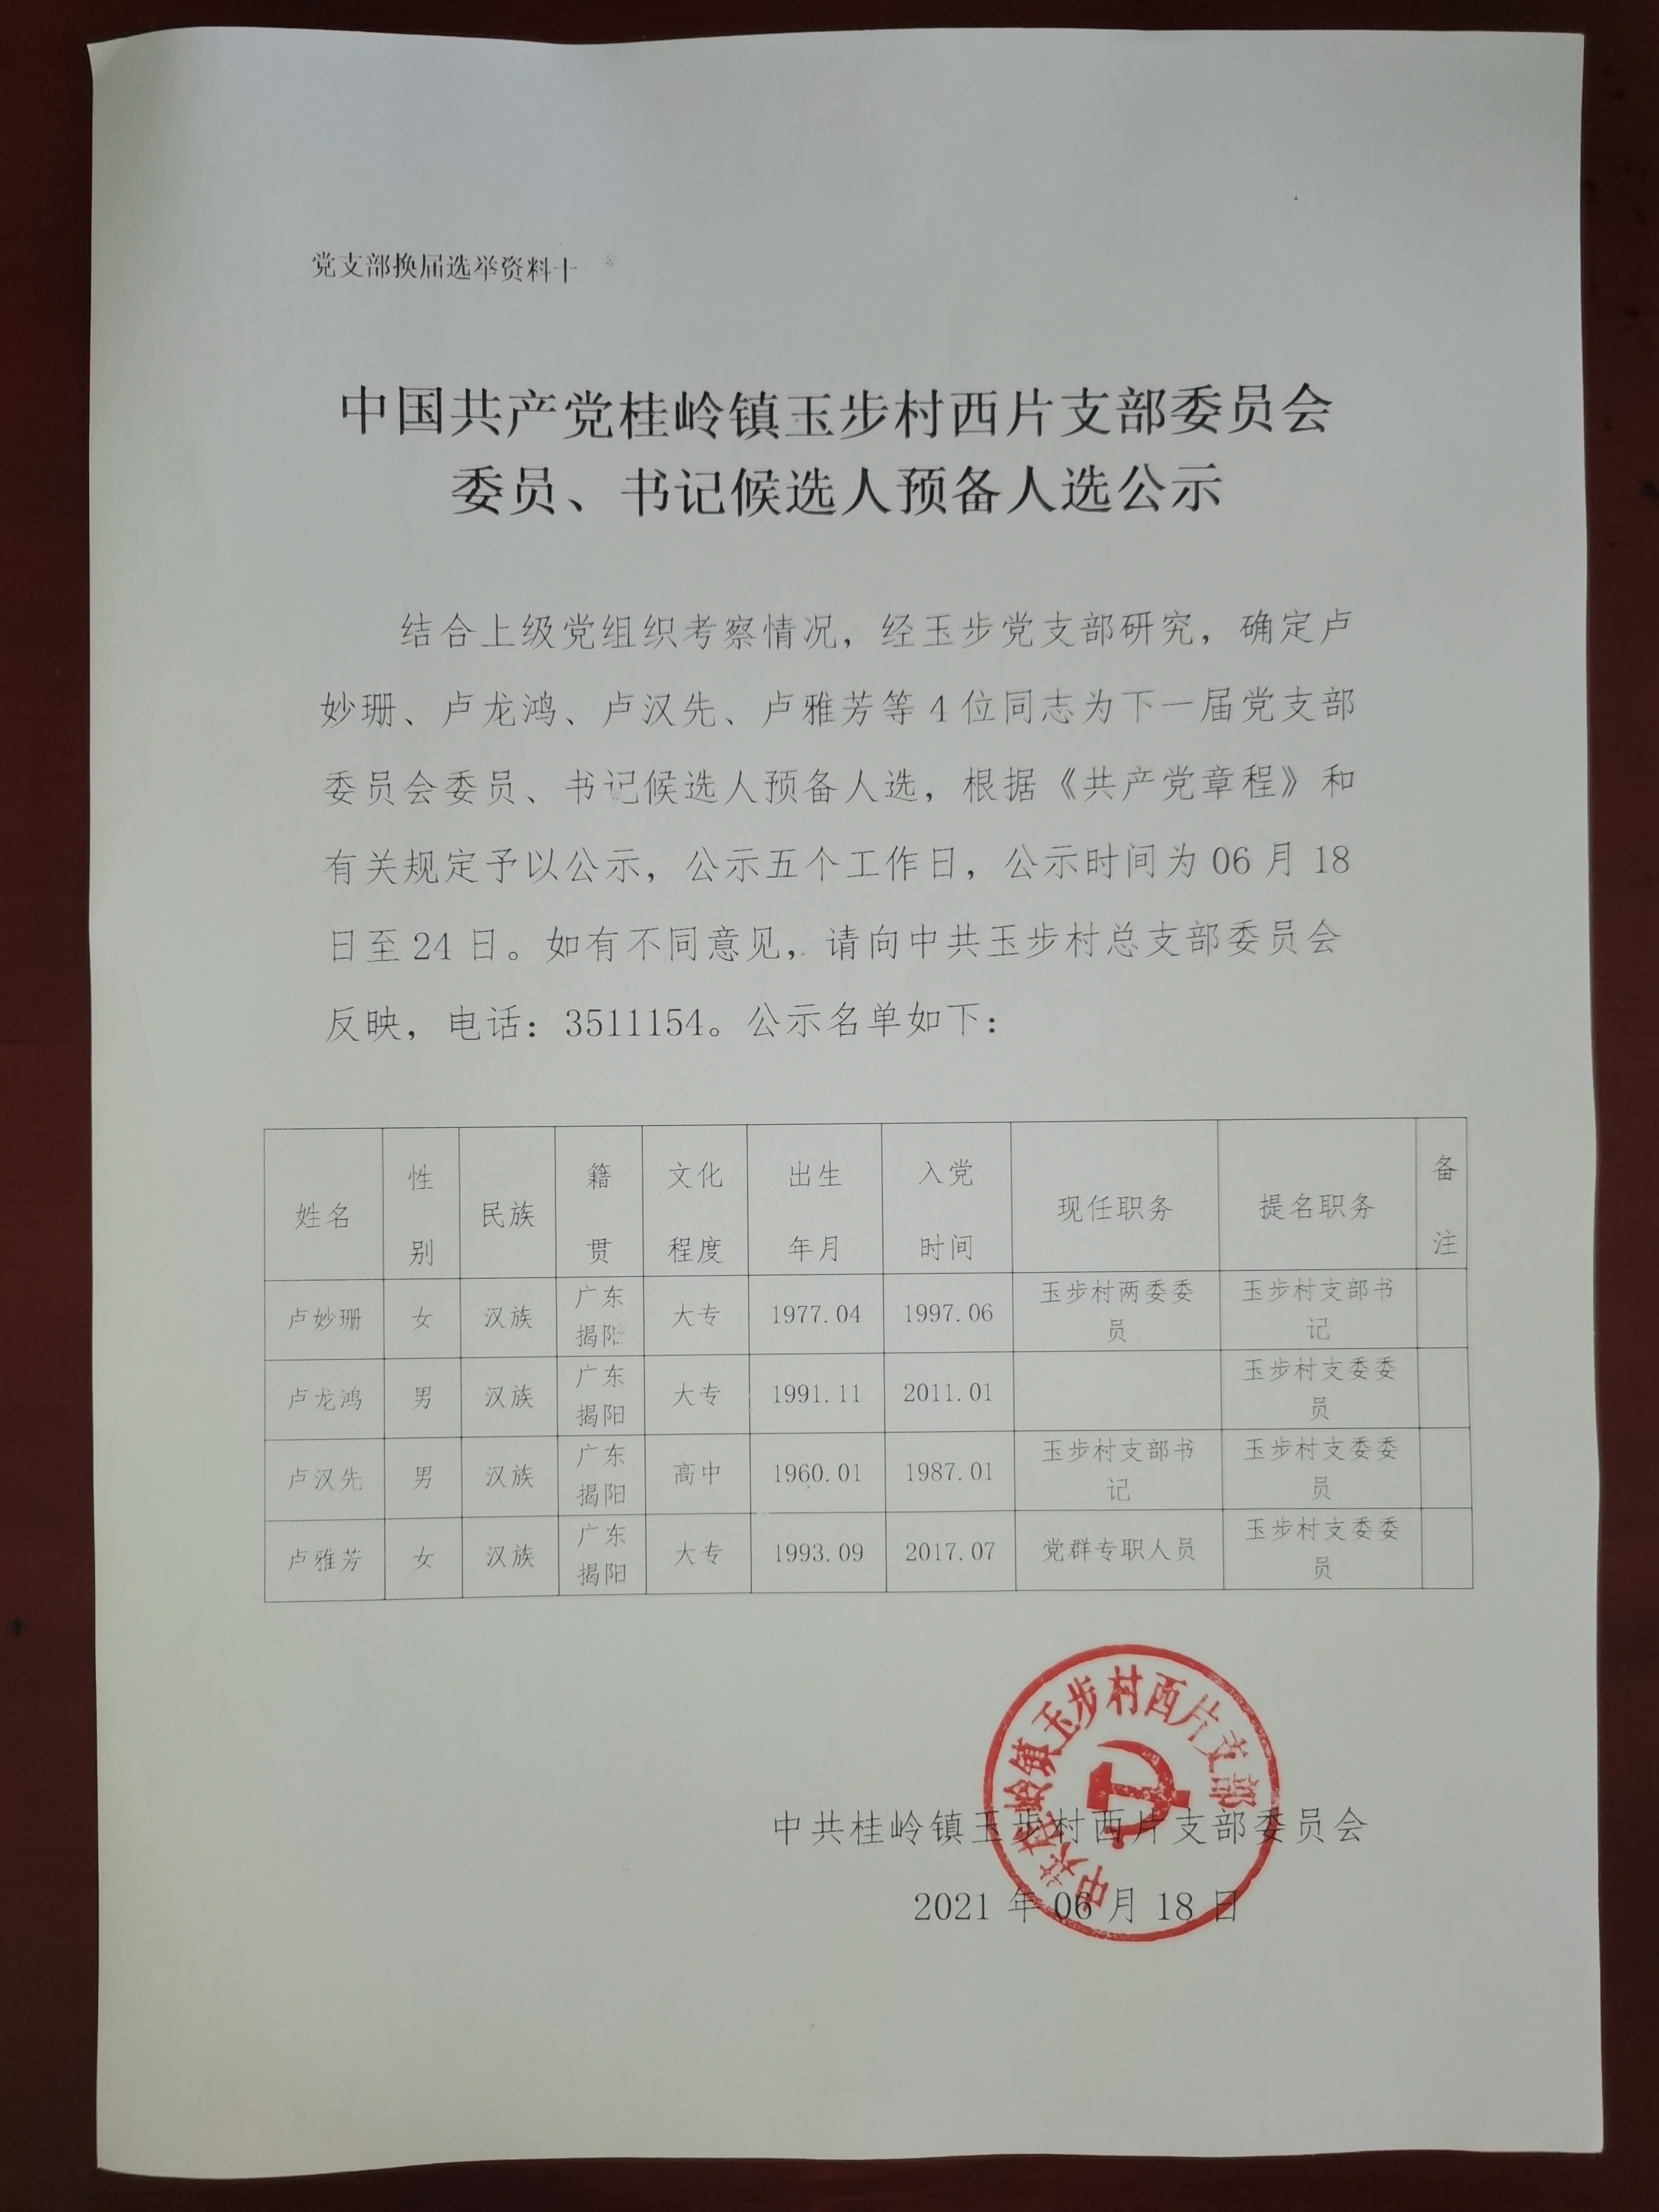 党支部换届选举资料十
中国共产党桂岭镇玉步村西片支部委员会
委员、书记候选人预备人选公示
结合上级党组织考察情况，经玉步党支部研究，确定卢
妙珊、卢龙鸿、卢汉先、卢雅芳等4位同志为下一届党支部
委员会委员、书记候选人预备人选，根据《共产党章程》和
有关规定予以公示，公示五个工作日，公示时间为06月18
日至24日。如有不同意见，请向中共玉步村总支部委员会
反映，电话：3511154。公示名单如下：
姓名 性别 民族 籍贯 文化程度 出生年月 入党时间 现任职务 提名职务 备注
卢妙珊 女 汉族 广东揭阳 大专 1977.04 1997.06 玉步村两委委员 玉步村支部书记
卢龙鸿 男 汉族 广东揭阳 大专 1991.11 2011.01 玉步村支委委员
卢汉先 男 汉族 广东揭阳 高中 1960.01 1987.01 玉步村支部书记 玉步村支委委员
卢雅芳 女 汉族 广东揭阳 大专 1993.09 2017.07 党群专职人员 玉步村支委委员
中共桂岭镇玉步村西片支部
中共桂岭镇玉步村西片支部委员会
2021年06月18日